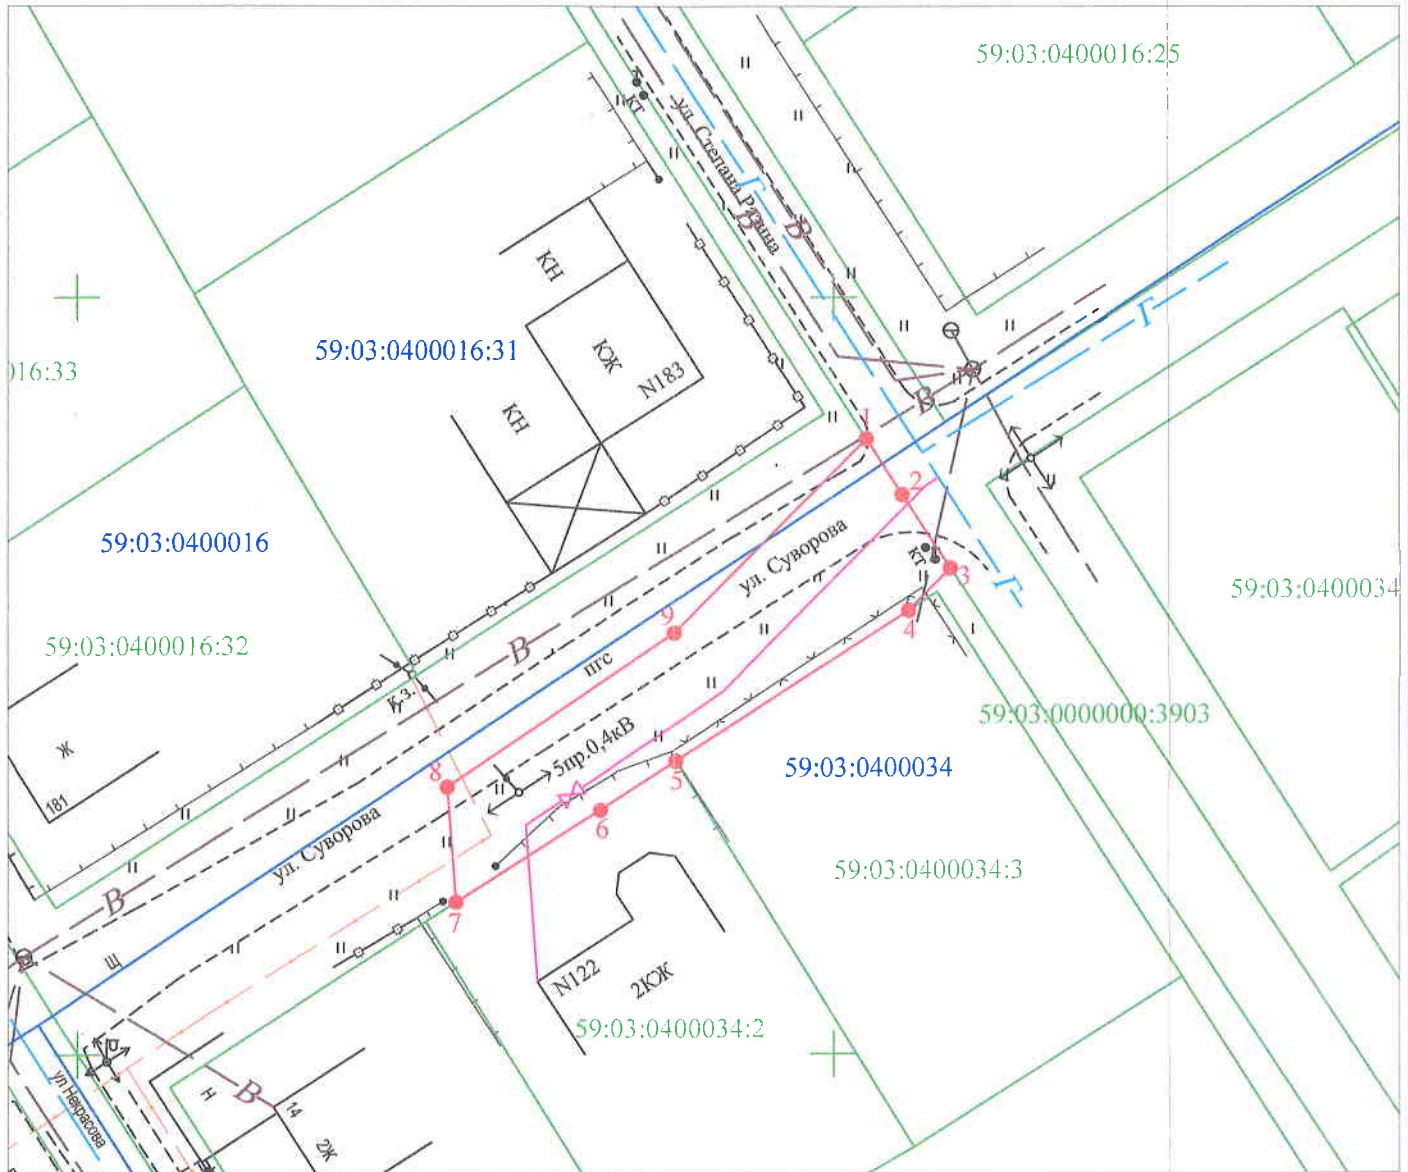 59:03:0400016:25
КТ
ул. Степана Разина
Г
В
В
КН
Г
59:03:0400016:31
КЖ
016:33
N183
В
КН
1
2
59:03:0400016
ул. Суворова
кт
3
Г
59:03:0400034
4
9
59:03:0400016:32
В
пгс
К.з.
59:03:0000000:3903
Ж
5пр.0,4кВ
5
59:03:0400034
8
181
6
ул. Суворова
59:03:0400034:3
В
7
Щ
N122
2КЖ
59:03:0400034:2
ул Некрасова
Н
В
14
2Ж